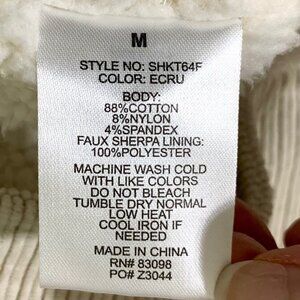 M
STYLE NO: SHKT64F
COLOR: ECRU
BODY:
88%COTTON
8%NYLON
4%SPANDEX
FAUX SHERPA LINING:
100%POLYESTER
MACHINE WASH COLD
WITH LIKE COLORS
DO NOT BLEACH
TUMBLE DRY NORMAL
LOW HEAT
COOL IRON IF
NEEDED
MADE IN CHINA
RN# 83098
PO# Z3044